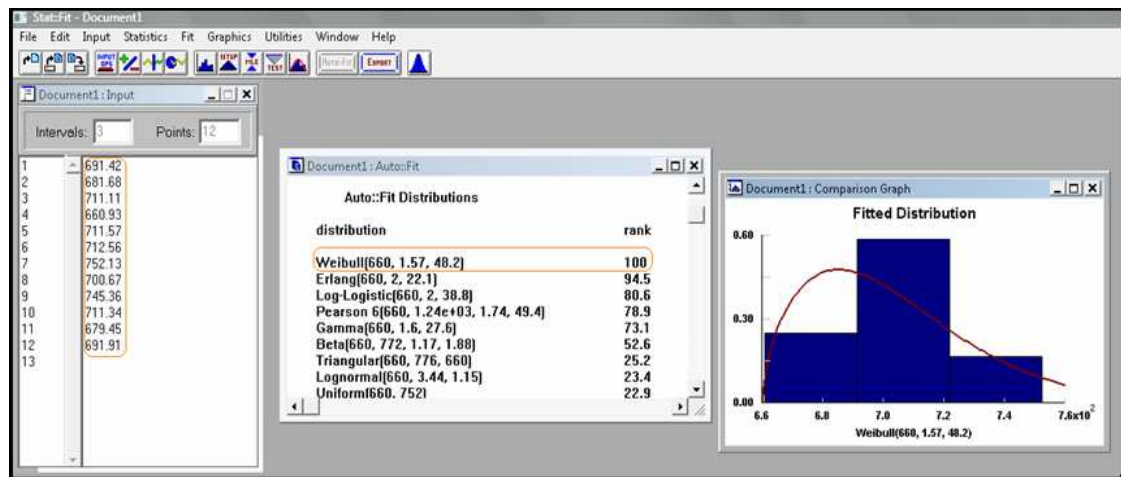 Stat::Fit - Document1
File Edit Input Statistics Fit Graphics Utilities Window Help
INPUT OPS SETUP FILE TEST Auto::Fit EXPORT
Document1 : Input
Intervals: 3 Points: 12
1 691.42
2 681.68
3 711.11
4 660.93
5 711.57
6 712.56
7 752.13
8 700.67
9 745.36
10 711.34
11 679.45
12 691.91
13
Document1 : Auto::Fit
Auto::Fit Distributions
distribution rank
Weibull(660, 1.57, 48.2) 100
Erlang(660, 2, 22.1) 94.5
Log-Logistic(660, 2, 38.8) 80.6
Pearson 6(660, 1.24e+03, 1.74, 49.4) 78.9
Gamma(660, 1.6, 27.6) 73.1
Beta(660, 772, 1.17, 1.88) 52.6
Triangular(660, 776, 660) 25.2
Lognormal(660, 3.44, 1.15) 23.4
Uniform(660, 752) 22.9
Document1 : Comparison Graph
Fitted Distribution
0.60
0.30
0.00
6.6 6.8 7.0 7.2 7.4 7.6x10²
Weibull(660, 1.57, 48.2)